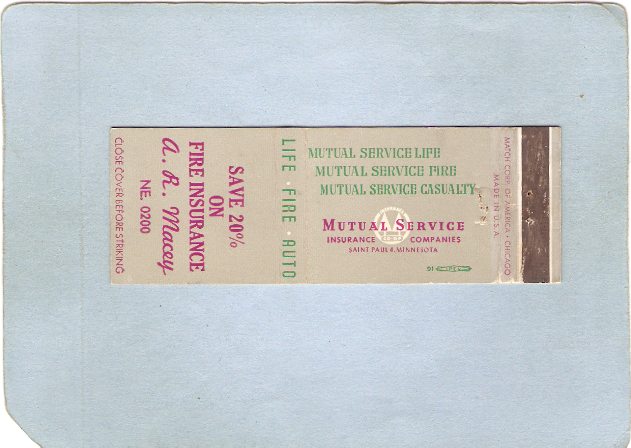 CLOSE COVER BEFORE STRIKING
SAVE 20%
ON
FIRE INSURANCE
A. R. Macey
NE. 0200
LIFE · FIRE · AUTO
MUTUAL SERVICE LIFE
MUTUAL SERVICE FIRE
MUTUAL SERVICE CASUALTY
MUTUAL SERVICE
INSURANCE COMPANIES
SAINT PAUL 4, MINNESOTA
91
MATCH CORP. OF AMERICA · CHICAGO
MADE IN U.S.A.